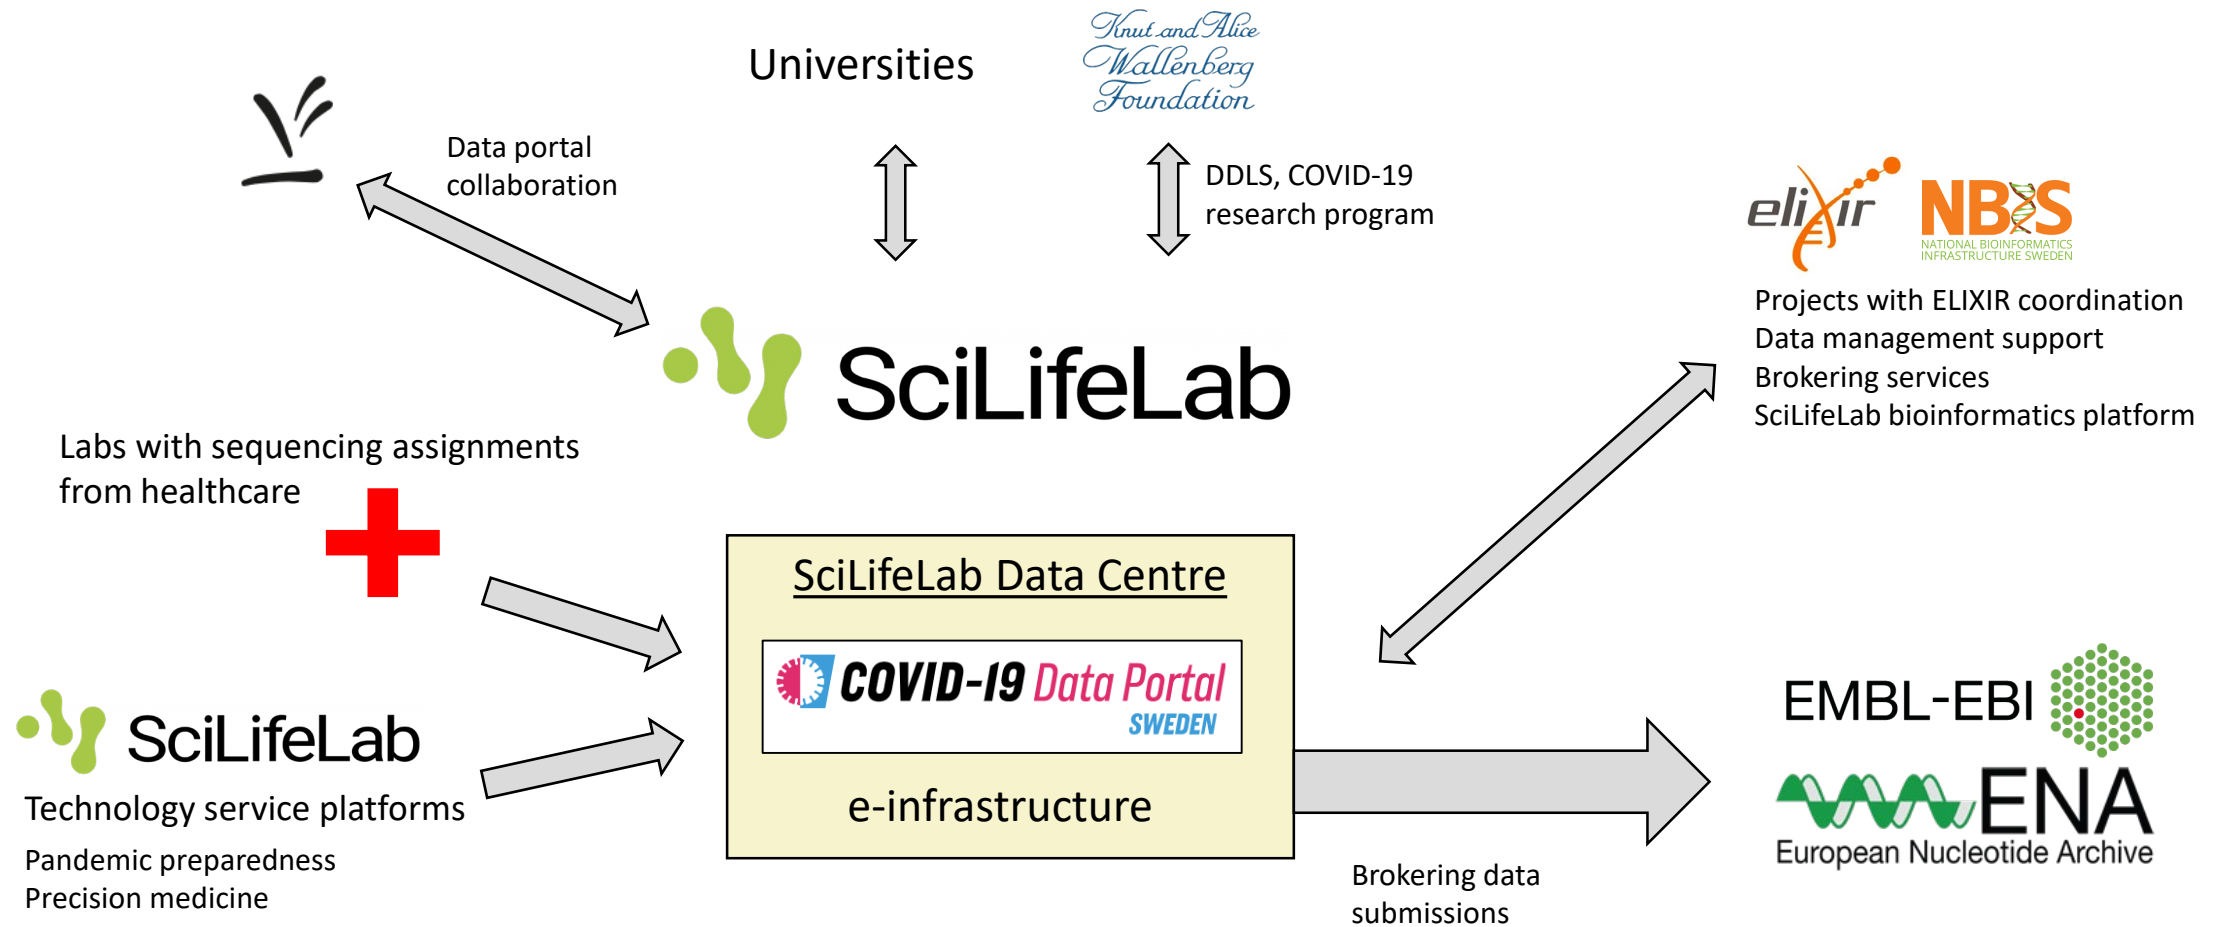 Universities
Knut and Alice
Wallenberg
Foundation
Data portal
collaboration
DDLS, COVID-19
research program
elixir
NBIS
NATIONAL BIOINFORMATICS
INFRASTRUCTURE SWEDEN
Projects with ELIXIR coordination
Data management support
Brokering services
SciLifeLab bioinformatics platform
SciLifeLab
Labs with sequencing assignments
from healthcare
SciLifeLab Data Centre
COVID-19 Data Portal
SWEDEN
e-infrastructure
SciLifeLab
Technology service platforms
Pandemic preparedness
Precision medicine
EMBL-EBI
ENA
European Nucleotide Archive
Brokering data
submissions